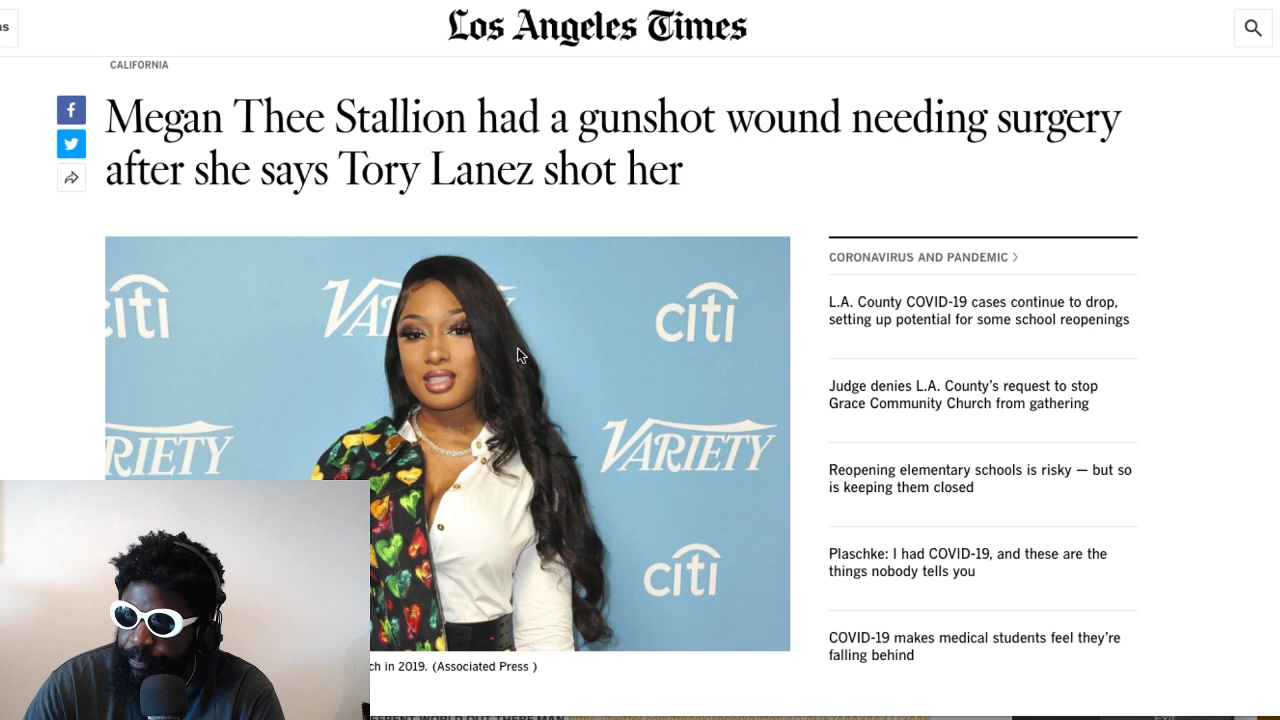 ns
Los Angeles Times
CALIFORNIA
Megan Thee Stallion had a gunshot wound needing surgery
after she says Tory Lanez shot her
citi
VARIETY
citi
CORONAVIRUS AND PANDEMIC >
L.A. County COVID-19 cases continue to drop,
setting up potential for some school reopenings
Judge denies L.A. County's request to stop
Grace Community Church from gathering
RIETY
VARIETY
Reopening elementary schools is risky — but so
is keeping them closed
citi
Plaschke: I had COVID-19, and these are the
things nobody tells you
COVID-19 makes medical students feel they're
falling behind
ch in 2019. (Associated Press )